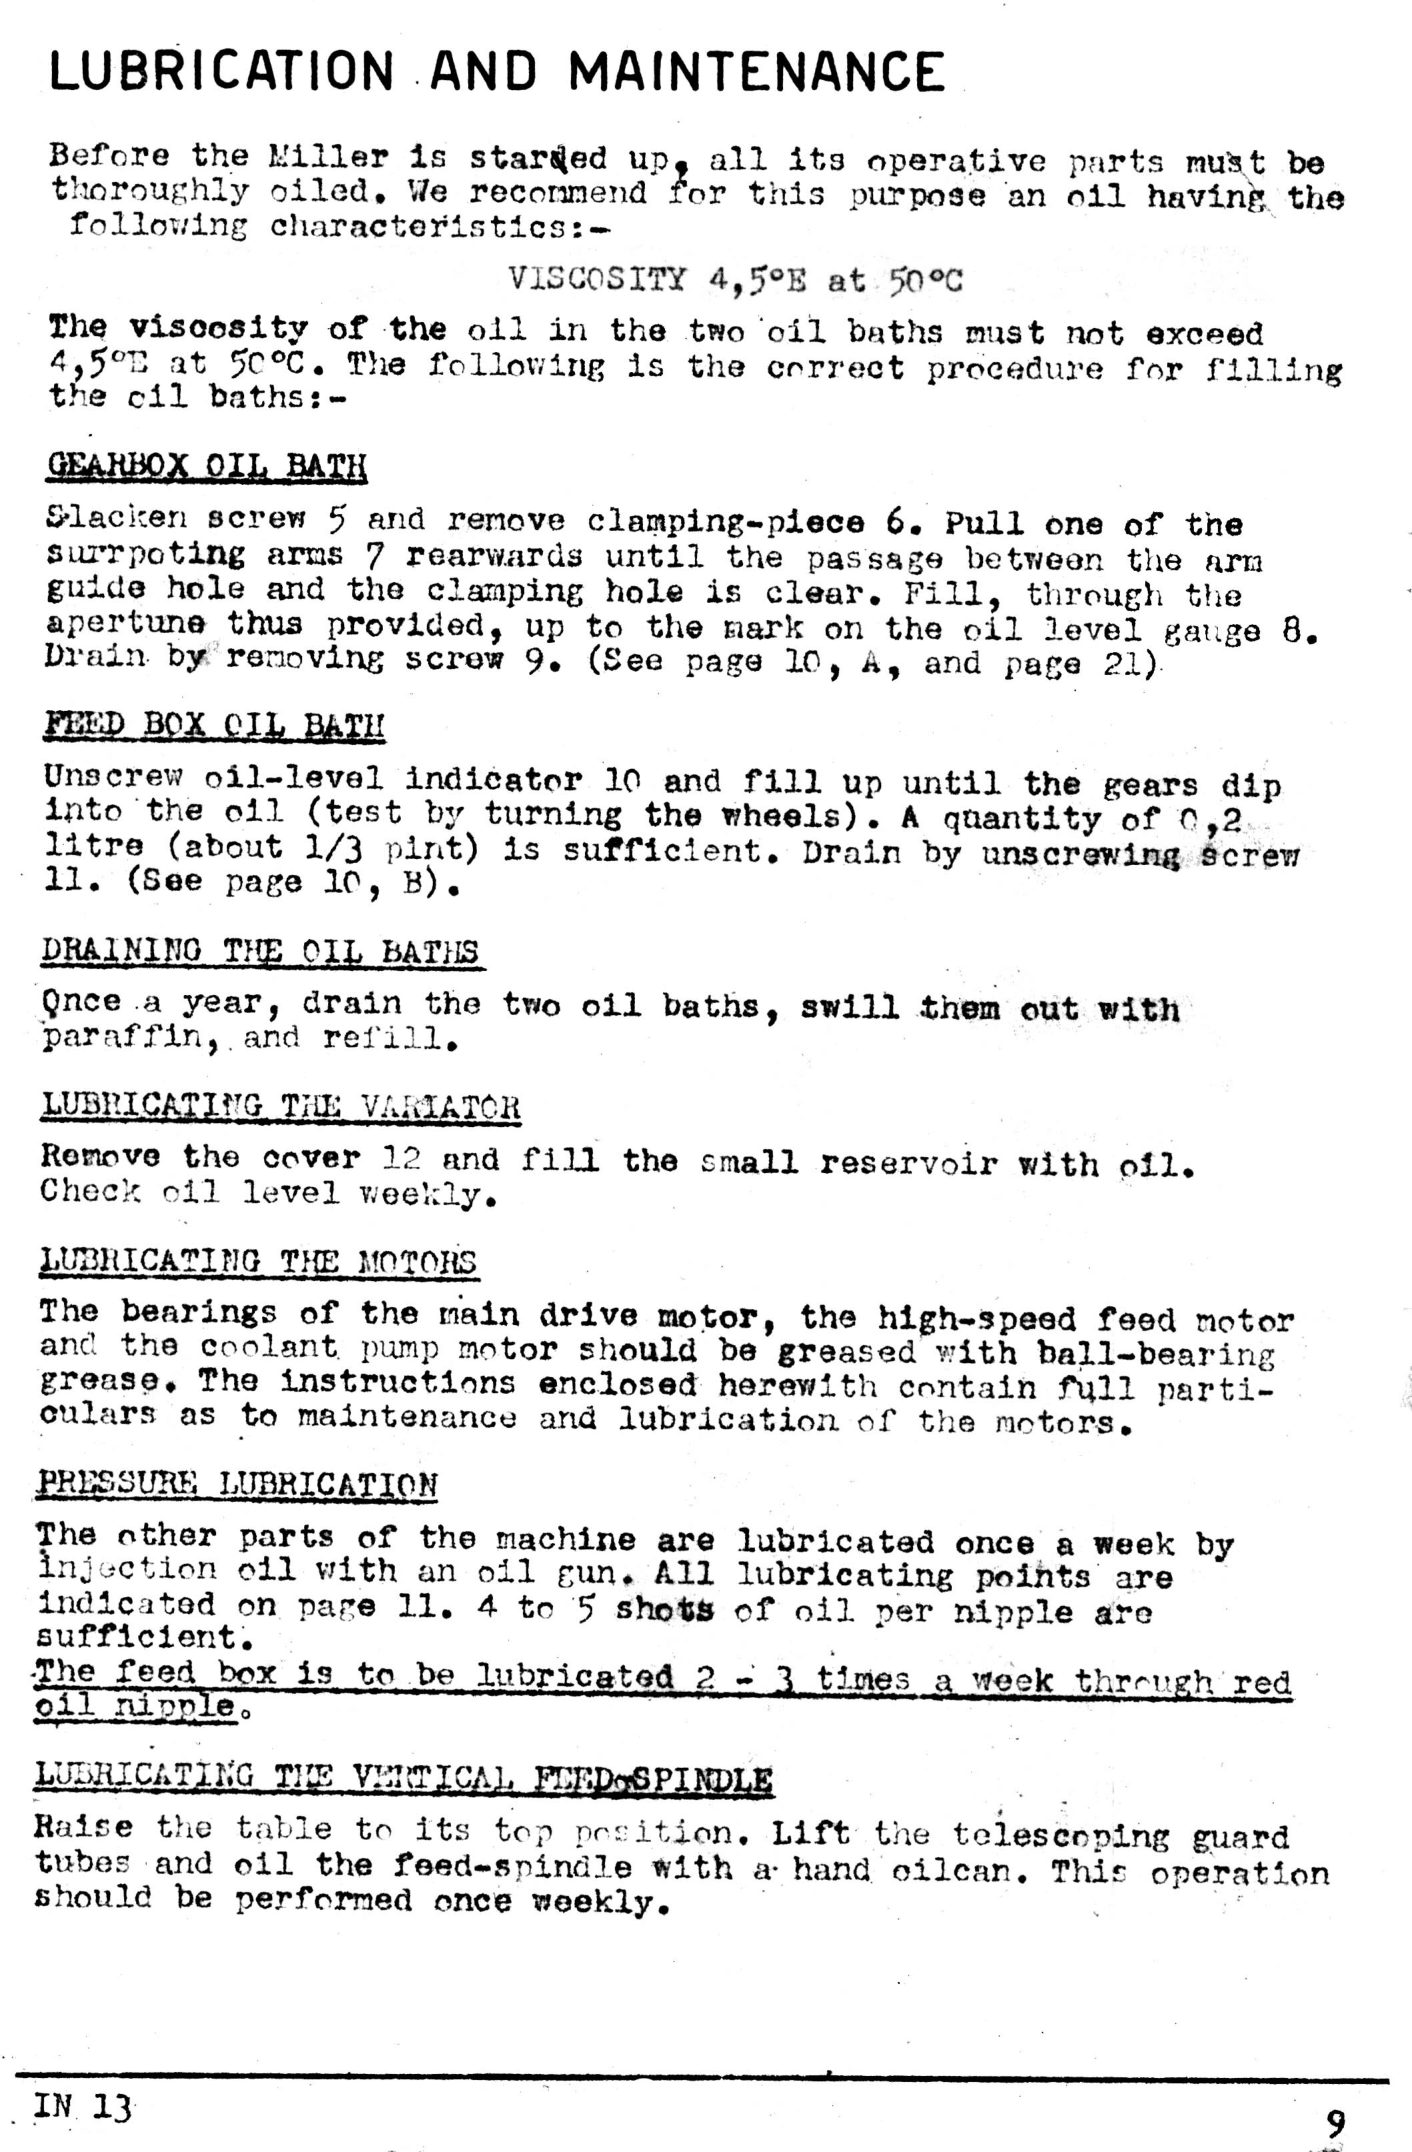 LUBRICATION AND MAINTENANCE
Before the Miller is started up, all its operative parts must be
thoroughly oiled. We recommend for this purpose an oil having the
following characteristics:-
VISCOSITY 4,5°E at 50°C
The viscosity of the oil in the two oil baths must not exceed
4,5°E at 50°C. The following is the correct procedure for filling
the oil baths:-
GEARBOX OIL BATH
Slacken screw 5 and remove clamping-piece 6. Pull one of the
surrpoting arms 7 rearwards until the passage between the arm
guide hole and the clamping hole is clear. Fill, through the
apertune thus provided, up to the mark on the oil level gauge 8.
Drain by removing screw 9. (See page 10, A, and page 21)
FEED BOX OIL BATH
Unscrew oil-level indicator 10 and fill up until the gears dip
into the oil (test by turning the wheels). A quantity of 0,2
litre (about 1/3 pint) is sufficient. Drain by unscrewing screw
11. (See page 10, B).
DRAINING THE OIL BATHS
Once a year, drain the two oil baths, swill them out with
paraffin, and refill.
LUBRICATING THE VARIATOR
Remove the cover 12 and fill the small reservoir with oil.
Check oil level weekly.
LUBRICATING THE MOTORS
The bearings of the main drive motor, the high-speed feed motor
and the coolant pump motor should be greased with ball-bearing
grease. The instructions enclosed herewith contain full parti-
culars as to maintenance and lubrication of the motors.
PRESSURE LUBRICATION
The other parts of the machine are lubricated once a week by
injection oil with an oil gun. All lubricating points are
indicated on page 11. 4 to 5 shots of oil per nipple are
sufficient.
The feed box is to be lubricated 2 - 3 times a week through red
oil nipple.
LUBRICATING THE VERTICAL FEED-SPINDLE
Raise the table to its top position. Lift the telescoping guard
tubes and oil the feed-spindle with a hand oilcan. This operation
should be performed once weekly.
IN 13
9